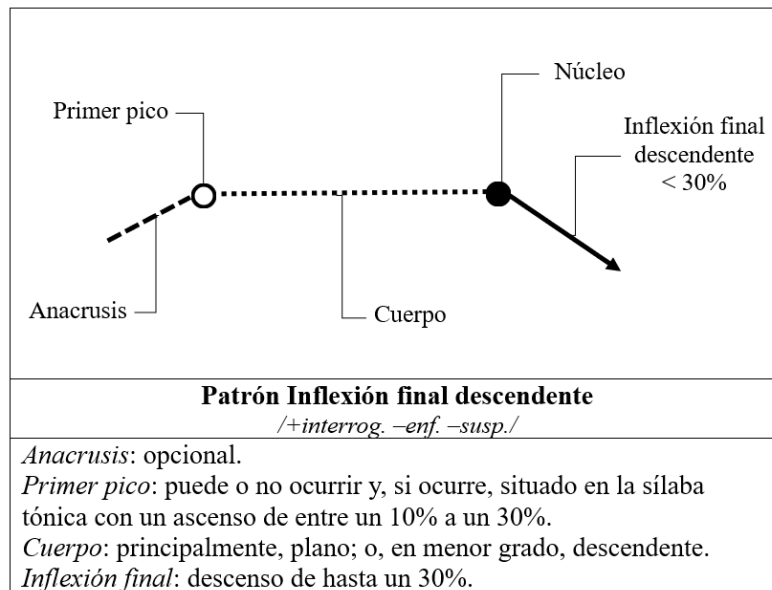 Núcleo
Primer pico
Inflexión final
descendente
< 30%
Anacrusis
Cuerpo
Patrón Inflexión final descendente
/+interrog. –enf. –susp./
Anacrusis: opcional.
Primer pico: puede o no ocurrir y, si ocurre, situado en la sílaba
tónica con un ascenso de entre un 10% a un 30%.
Cuerpo: principalmente, plano; o, en menor grado, descendente.
Inflexión final: descenso de hasta un 30%.